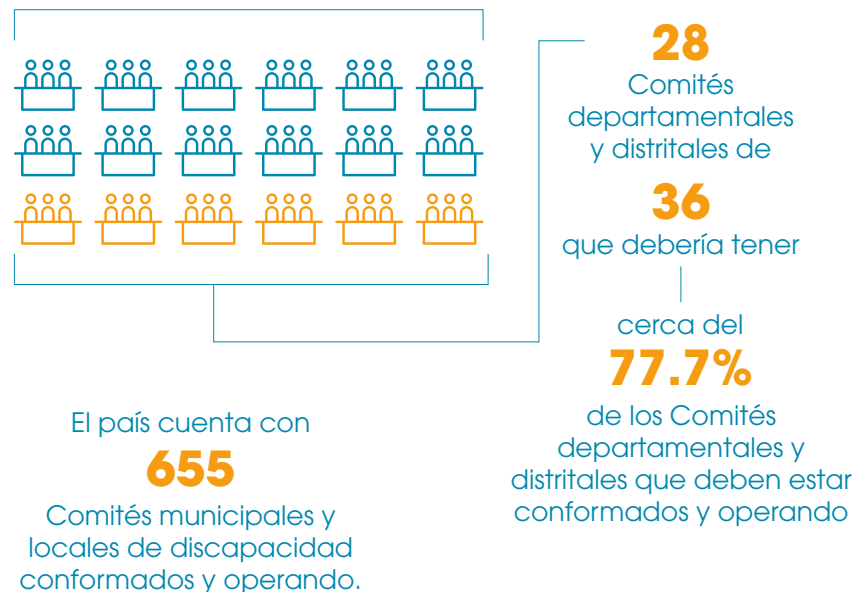 28
Comités
departamentales
y distritales de
36
que debería tener
cerca del
77.7%
de los Comités
departamentales y
distritales que deben estar
conformados y operando
El país cuenta con
655
Comités municipales y
locales de discapacidad
conformados y operando.